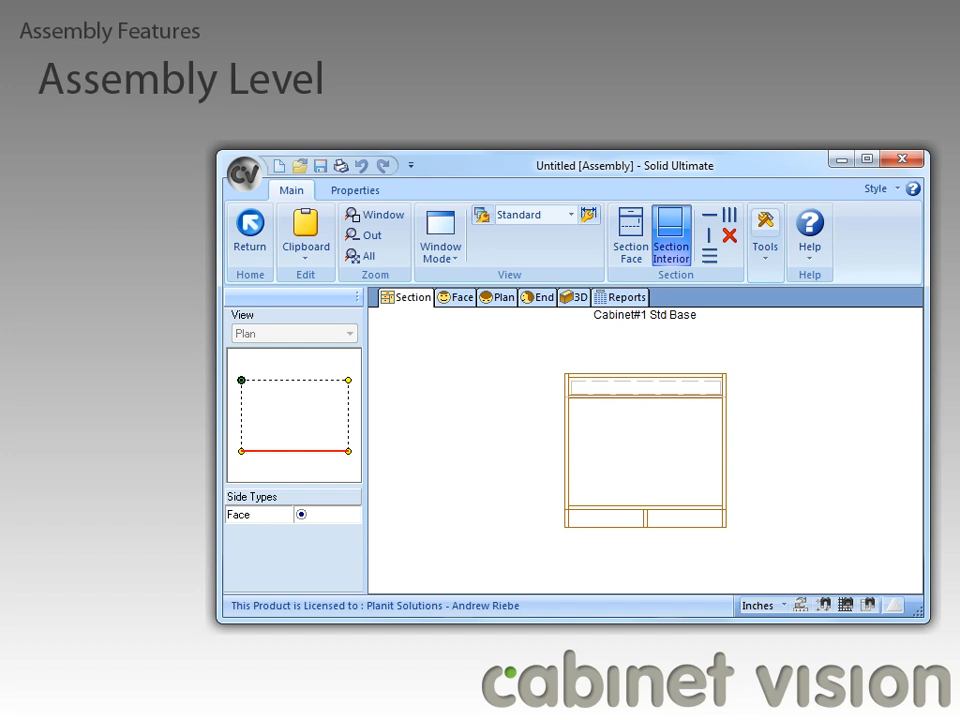 Assembly Features
Assembly Level
CV
Untitled [Assembly] - Solid Ultimate
Main Properties Style
Return Clipboard Window Out All Window Mode Standard Section Face Section Interior Tools Help
Home Edit Zoom View Section Help
Section Face Plan End 3D Reports
View
Plan
Cabinet#1 Std Base
Side Types
Face
This Product is Licensed to : Planit Solutions - Andrew Riebe Inches
cabinet vision